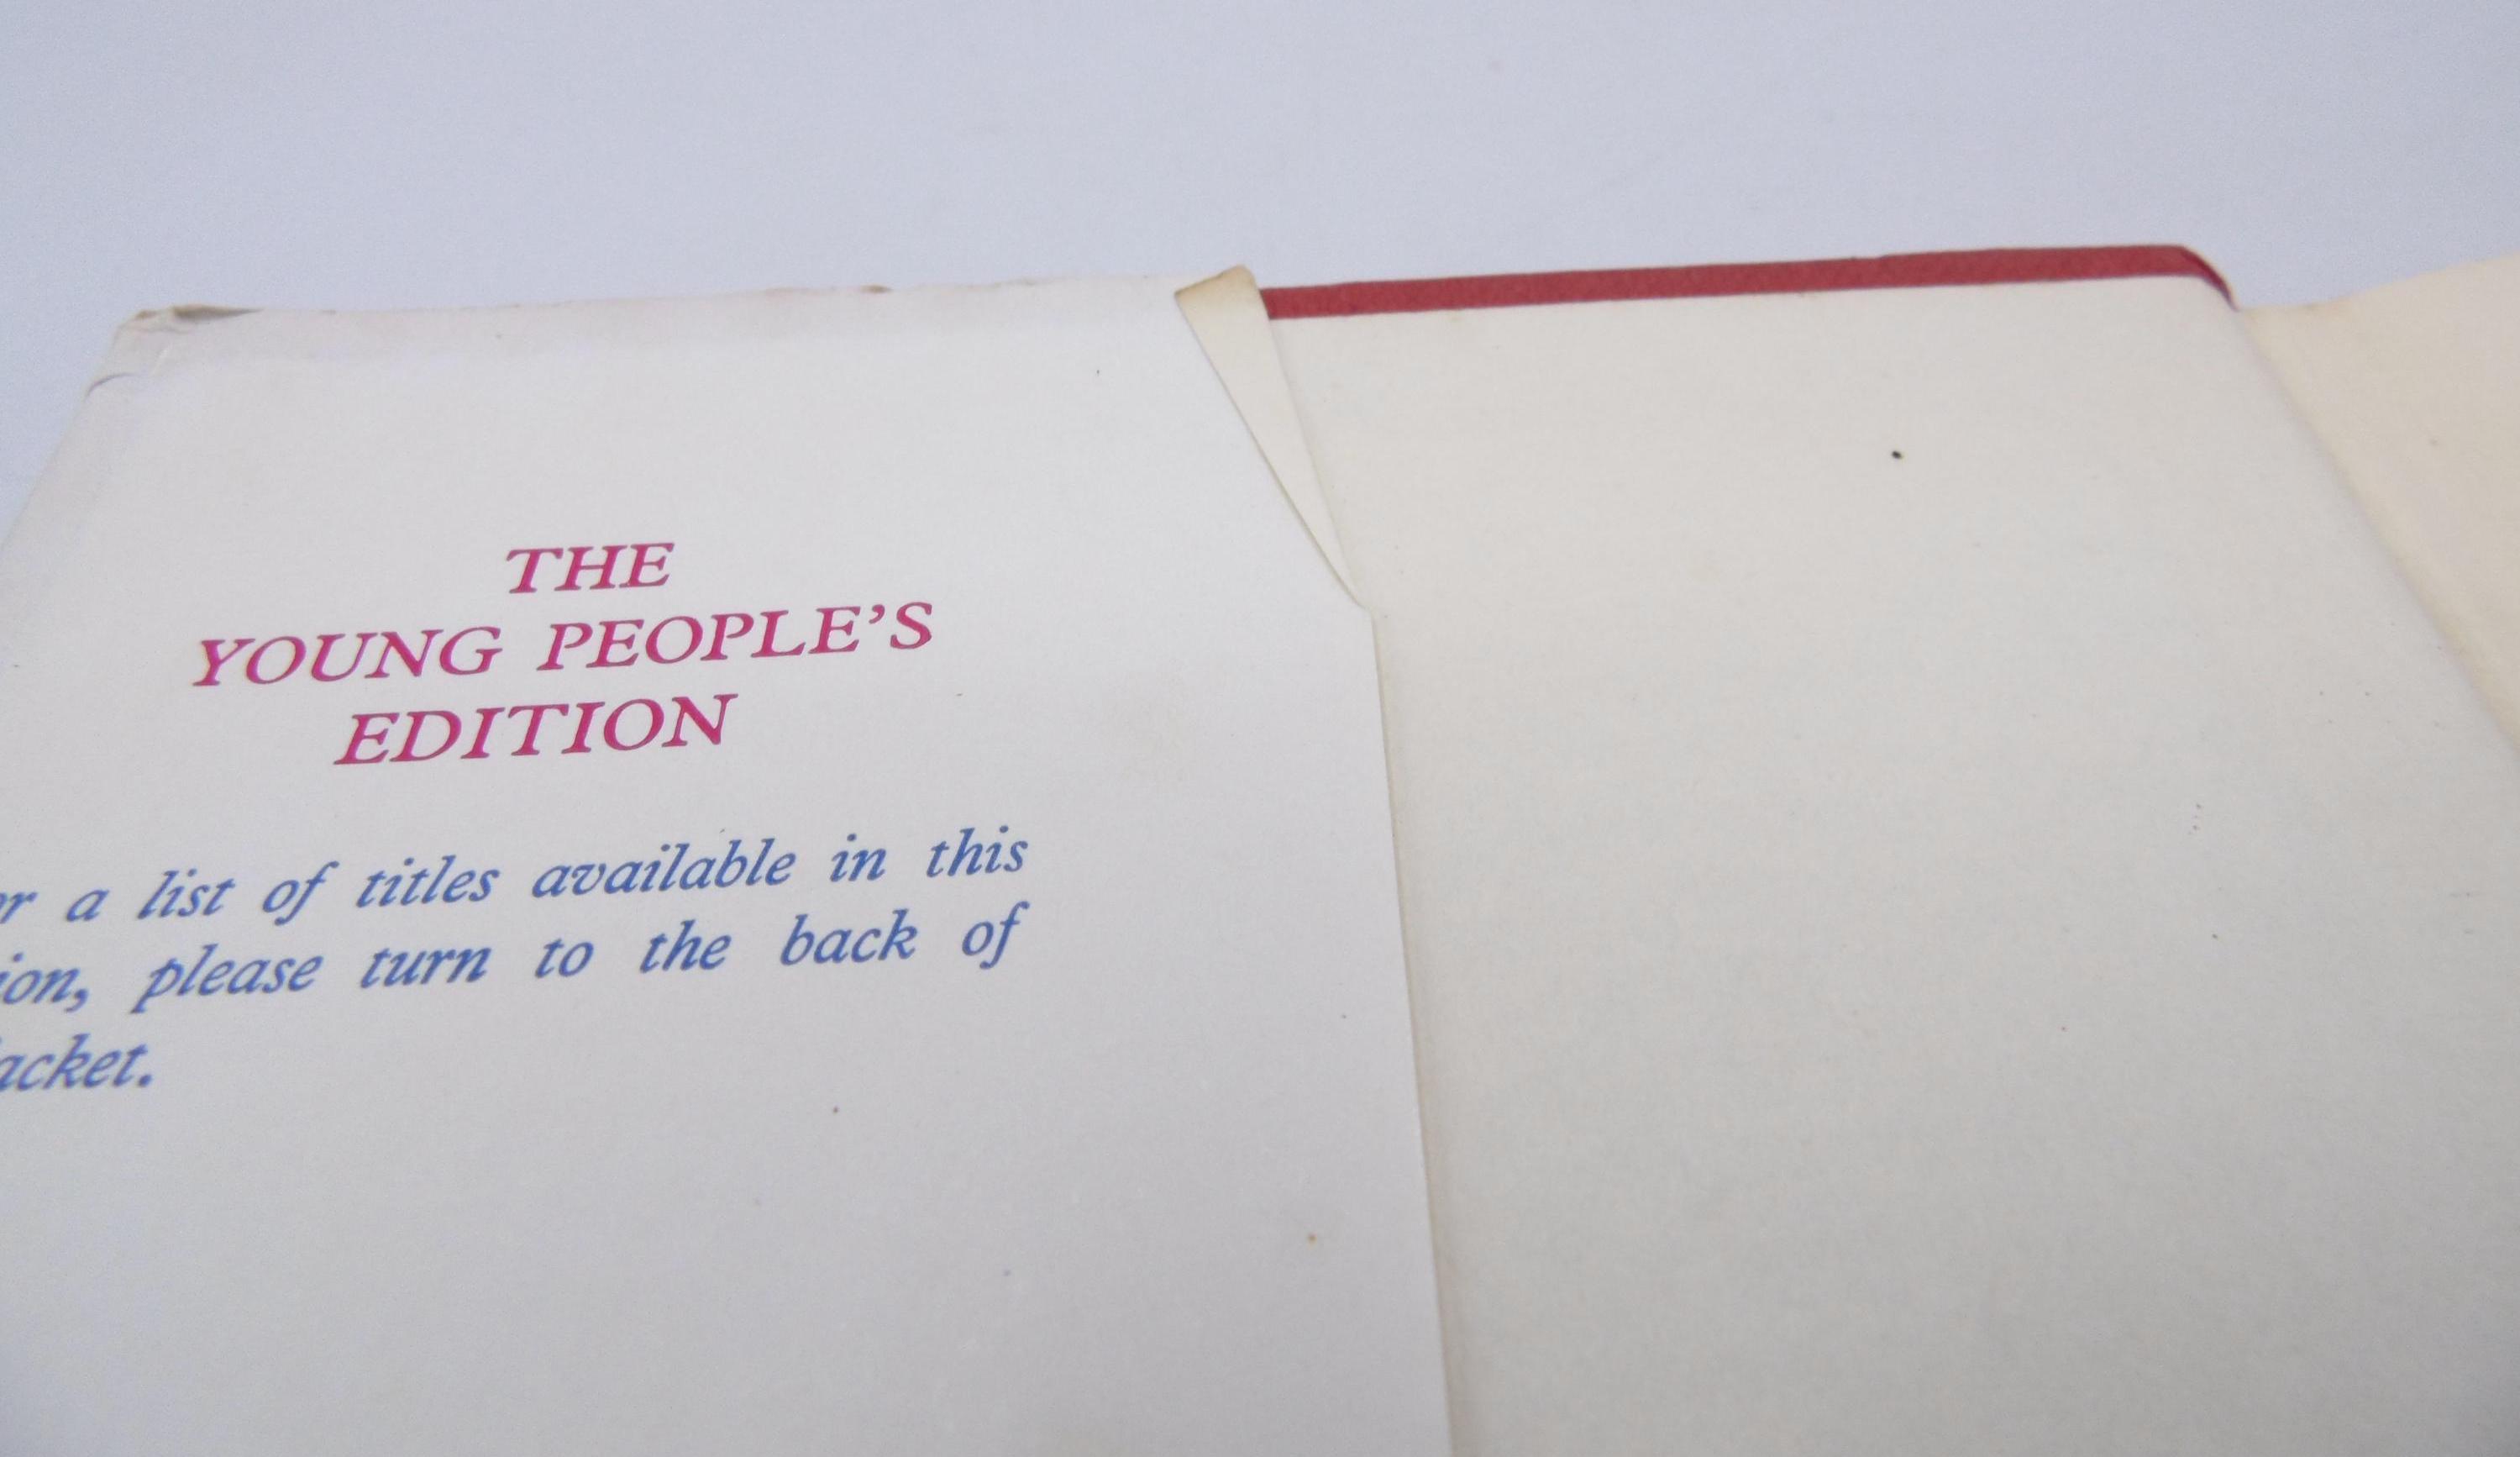 THE
YOUNG PEOPLE'S
EDITION
a list of titles available in this
please turn to the back of